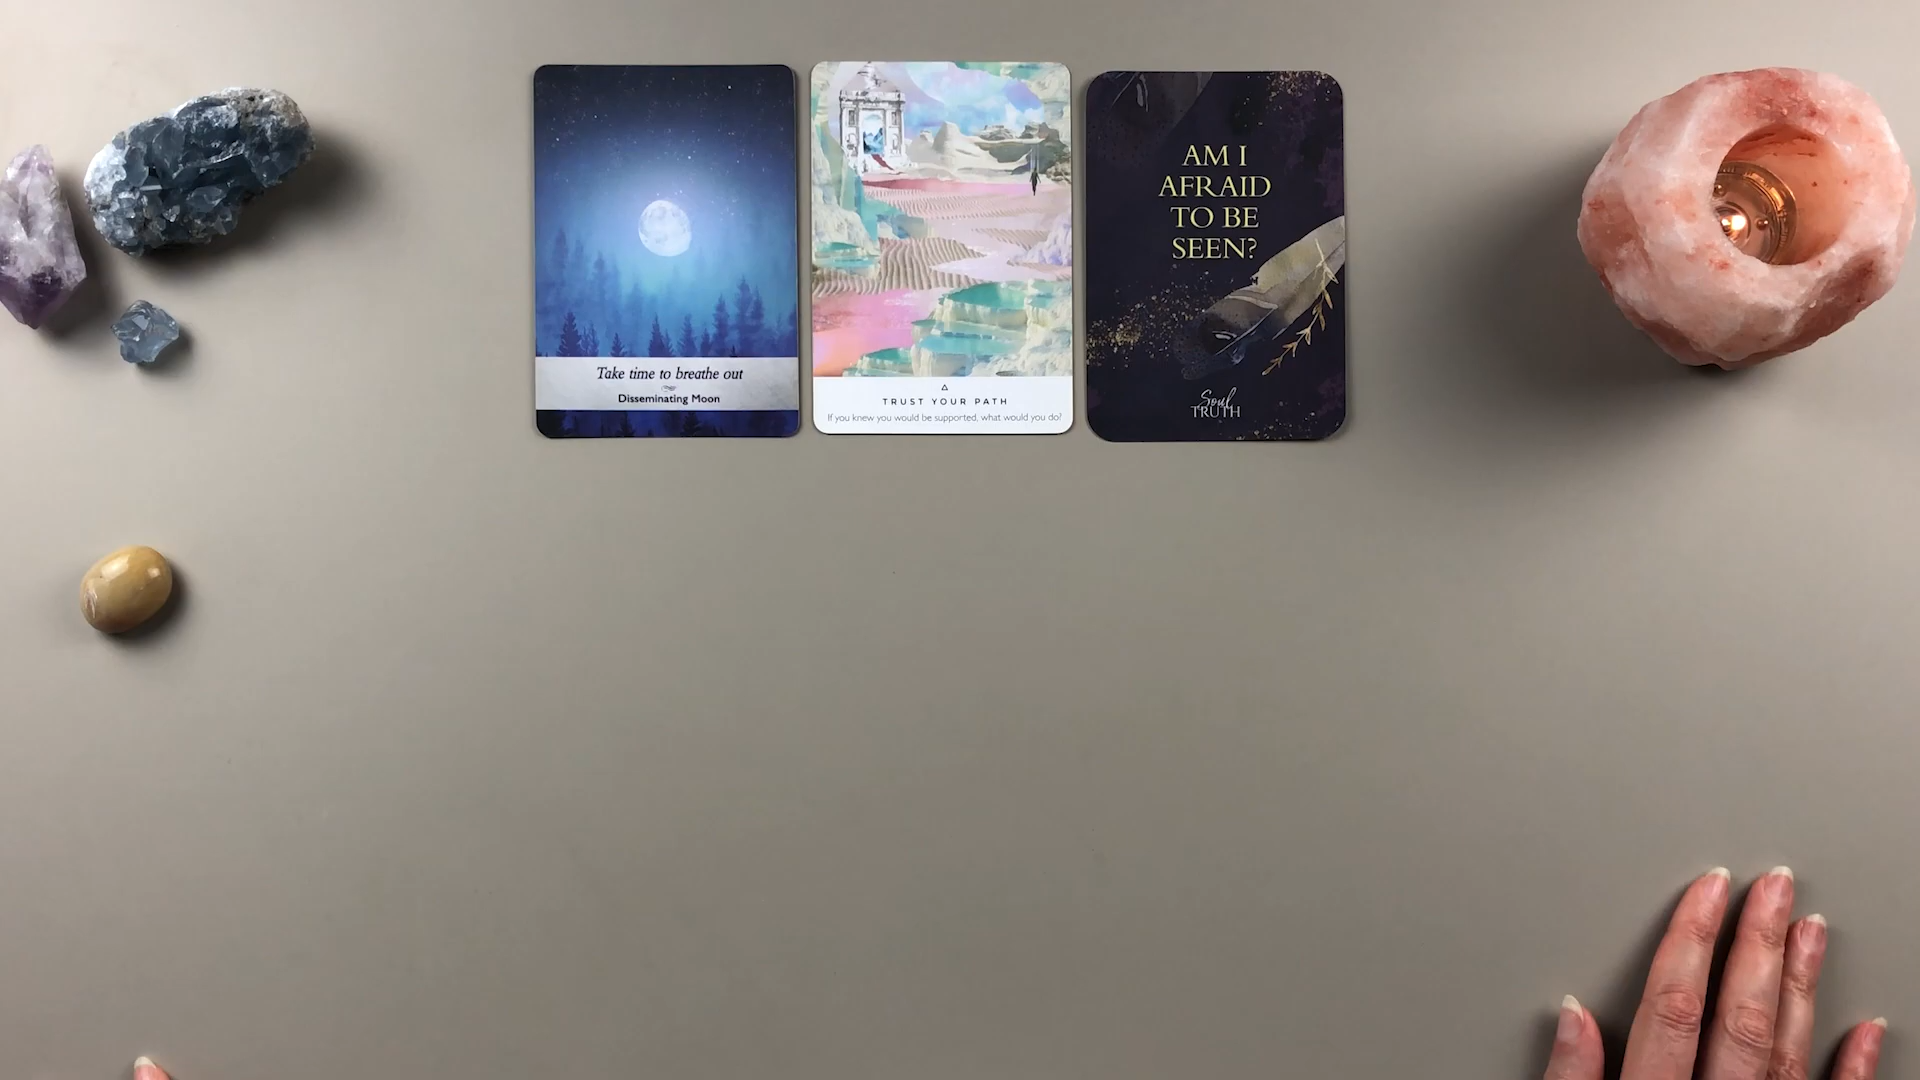 Take time to breathe out
Disseminating Moon
TRUST YOUR PATH
If you knew you would be supported, what would you do?
AM I
AFRAID
TO BE
SEEN?
Soul
TRUTH